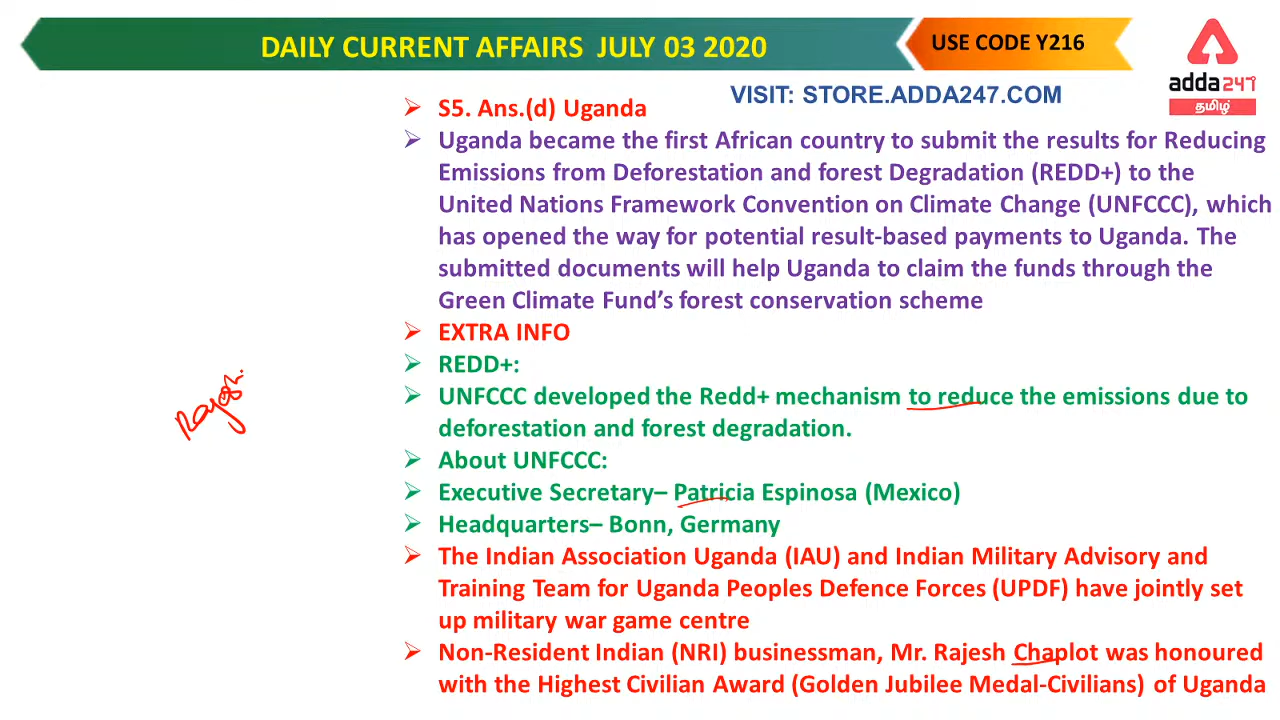 DAILY CURRENT AFFAIRS JULY 03 2020
USE CODE Y216
adda247
தமிழ்
VISIT: STORE.ADDA247.COM
➢ S5. Ans.(d) Uganda
➢ Uganda became the first African country to submit the results for Reducing
Emissions from Deforestation and forest Degradation (REDD+) to the
United Nations Framework Convention on Climate Change (UNFCCC), which
has opened the way for potential result-based payments to Uganda. The
submitted documents will help Uganda to claim the funds through the
Green Climate Fund’s forest conservation scheme
➢ EXTRA INFO
➢ REDD+:
➢ UNFCCC developed the Redd+ mechanism to reduce the emissions due to
deforestation and forest degradation.
➢ About UNFCCC:
➢ Executive Secretary– Patricia Espinosa (Mexico)
➢ Headquarters– Bonn, Germany
➢ The Indian Association Uganda (IAU) and Indian Military Advisory and
Training Team for Uganda Peoples Defence Forces (UPDF) have jointly set
up military war game centre
➢ Non-Resident Indian (NRI) businessman, Mr. Rajesh Chaplot was honoured
with the Highest Civilian Award (Golden Jubilee Medal-Civilians) of Uganda